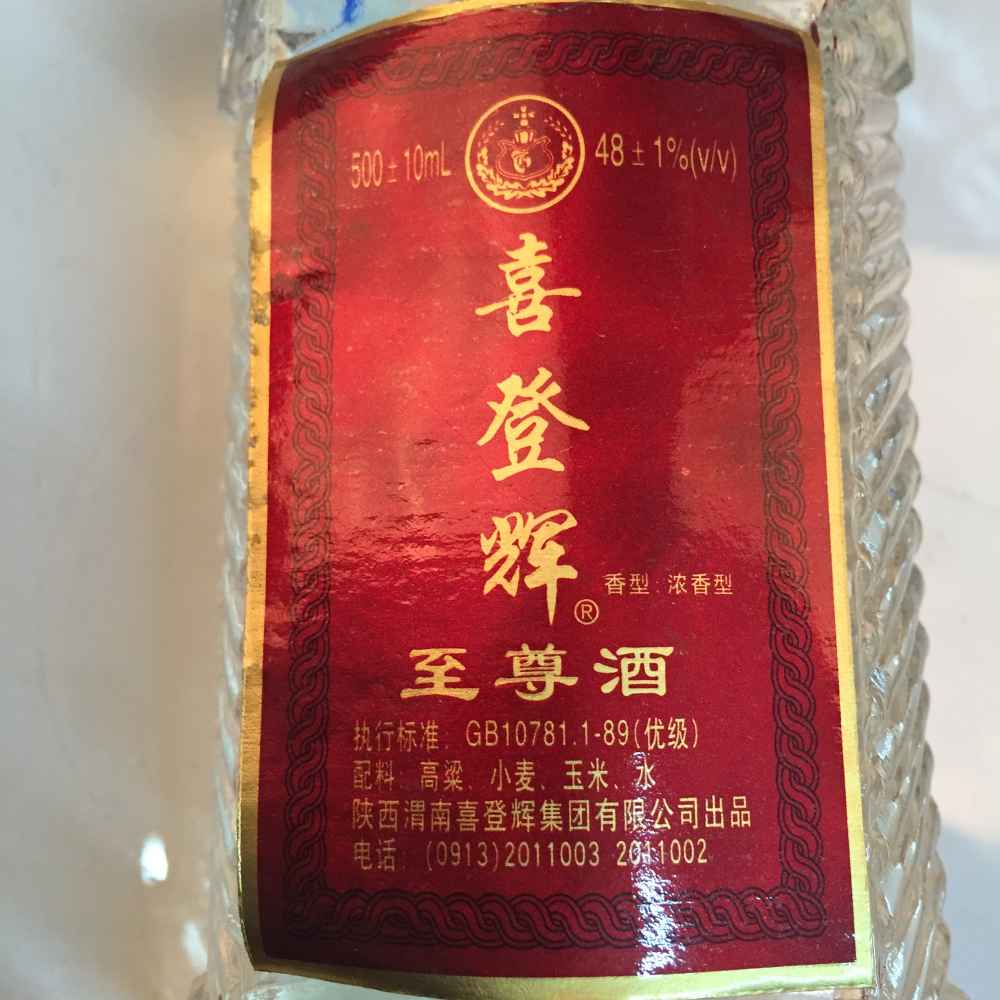 500±10mL 48±1%(v/v)
喜登辉®
香型:浓香型
至尊酒
执行标准:GB10781.1-89(优级)
配料:高粱、小麦、玉米、水
陕西渭南喜登辉集团有限公司出品
电话:(0913)2011003 2011002